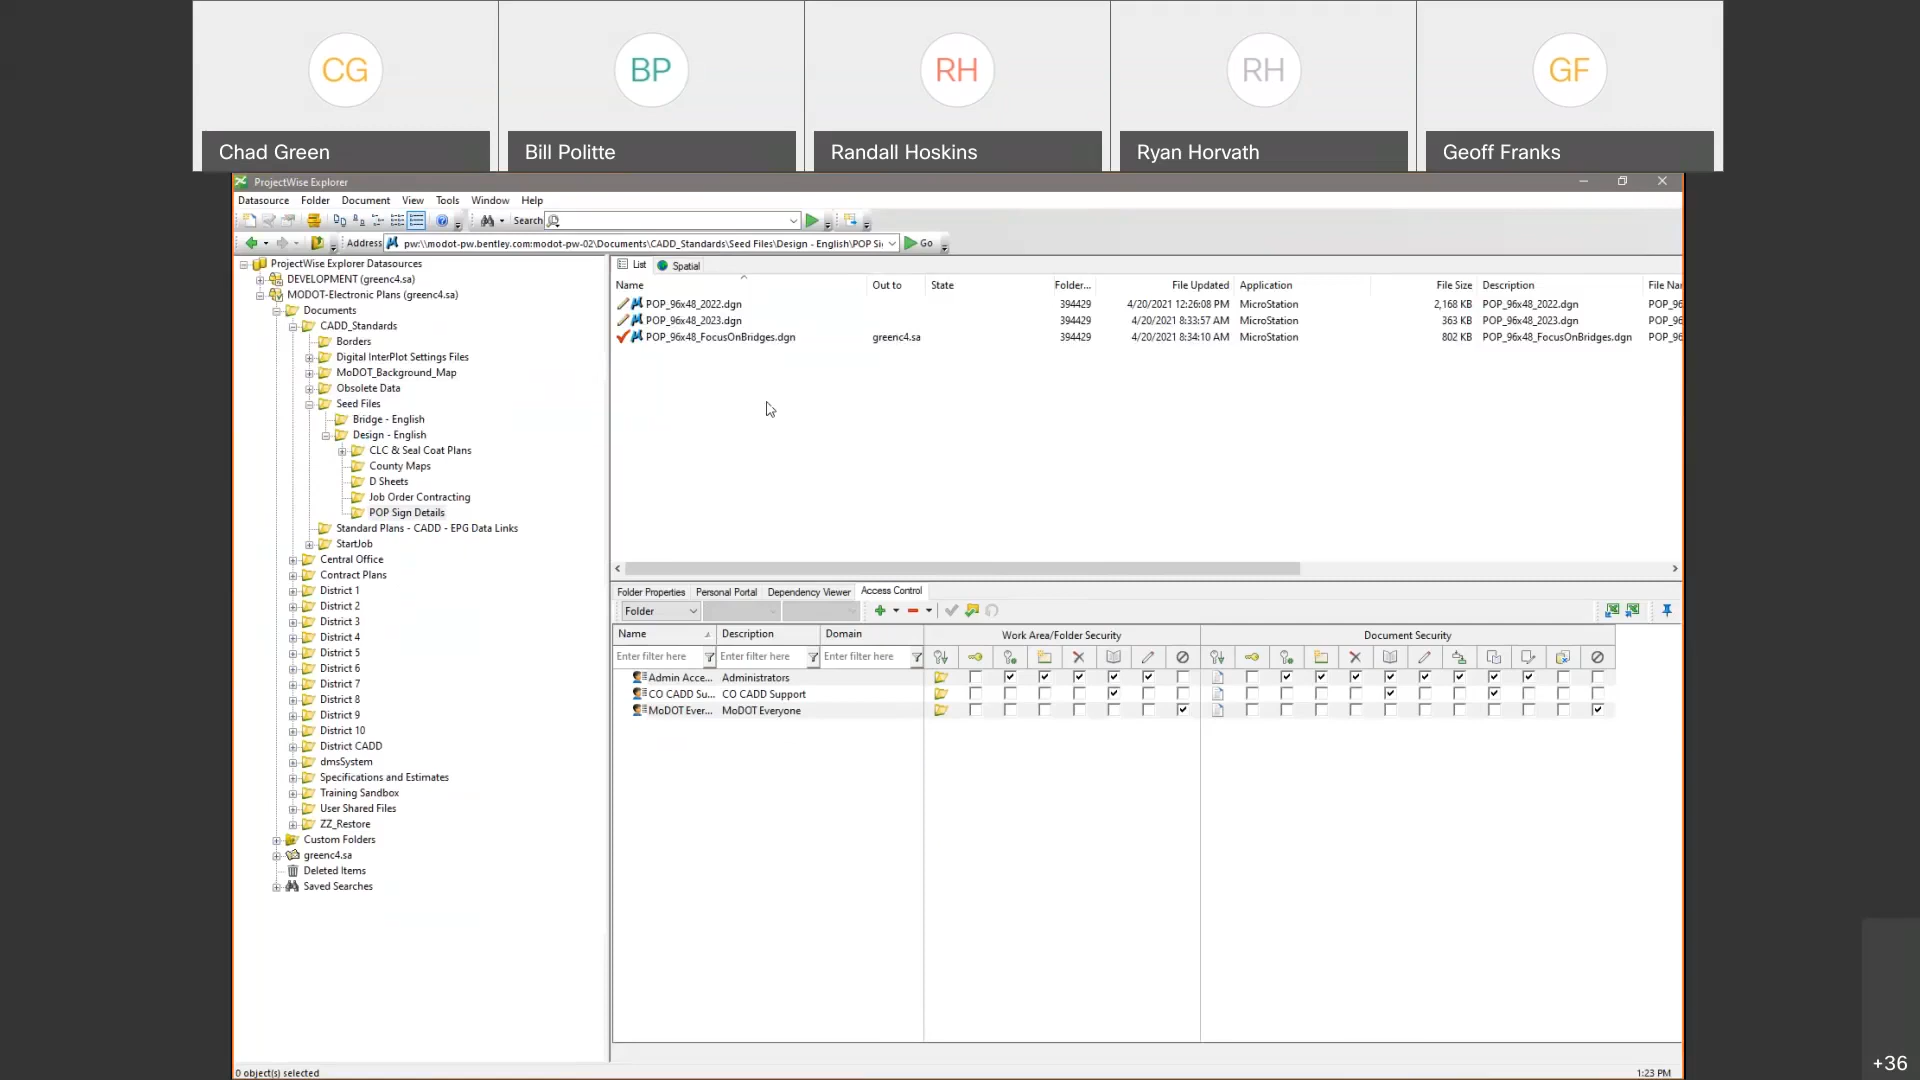 CG
BP
RH
RH
GF
Chad Green
Bill Politte
Randall Hoskins
Ryan Horvath
Geoff Franks
ProjectWise Explorer
Datasource Folder Document View Tools Window Help
Search
Address pw:\\modot-pw.bentley.com:modot-pw-02\Documents\CADD_Standards\Seed Files\Design - English\POP Si Go
ProjectWise Explorer Datasources
DEVELOPMENT (greenc4.sa)
MODOT-Electronic Plans (greenc4.sa)
Documents
CADD_Standards
Borders
Digital InterPlot Settings Files
MoDOT_Background_Map
Obsolete Data
Seed Files
Bridge - English
Design - English
CLC & Seal Coat Plans
County Maps
D Sheets
Job Order Contracting
POP Sign Details
Standard Plans - CADD - EPG Data Links
StartJob
Central Office
Contract Plans
District 1
District 2
District 3
District 4
District 5
District 6
District 7
District 8
District 9
District 10
District CADD
dmsSystem
Specifications and Estimates
Training Sandbox
User Shared Files
ZZ_Restore
Custom Folders
greenc4.sa
Deleted Items
Saved Searches
List Spatial
Name Out to State Folder... File Updated Application File Size Description File Nar
POP_96x48_2022.dgn 394429 4/20/2021 12:26:08 PM MicroStation 2,168 KB POP_96x48_2022.dgn POP_96
POP_96x48_2023.dgn 394429 4/20/2021 8:33:57 AM MicroStation 363 KB POP_96x48_2023.dgn POP_96
POP_96x48_FocusOnBridges.dgn greenc4.sa 394429 4/20/2021 8:34:10 AM MicroStation 802 KB POP_96x48_FocusOnBridges.dgn POP_96
Folder Properties Personal Portal Dependency Viewer Access Control
Folder
Name Description Domain Work Area/Folder Security Document Security
Enter filter here Enter filter here Enter filter here
Admin Acce... Administrators
CO CADD Su... CO CADD Support
MoDOT Ever... MoDOT Everyone
0 object(s) selected
1:23 PM
+36